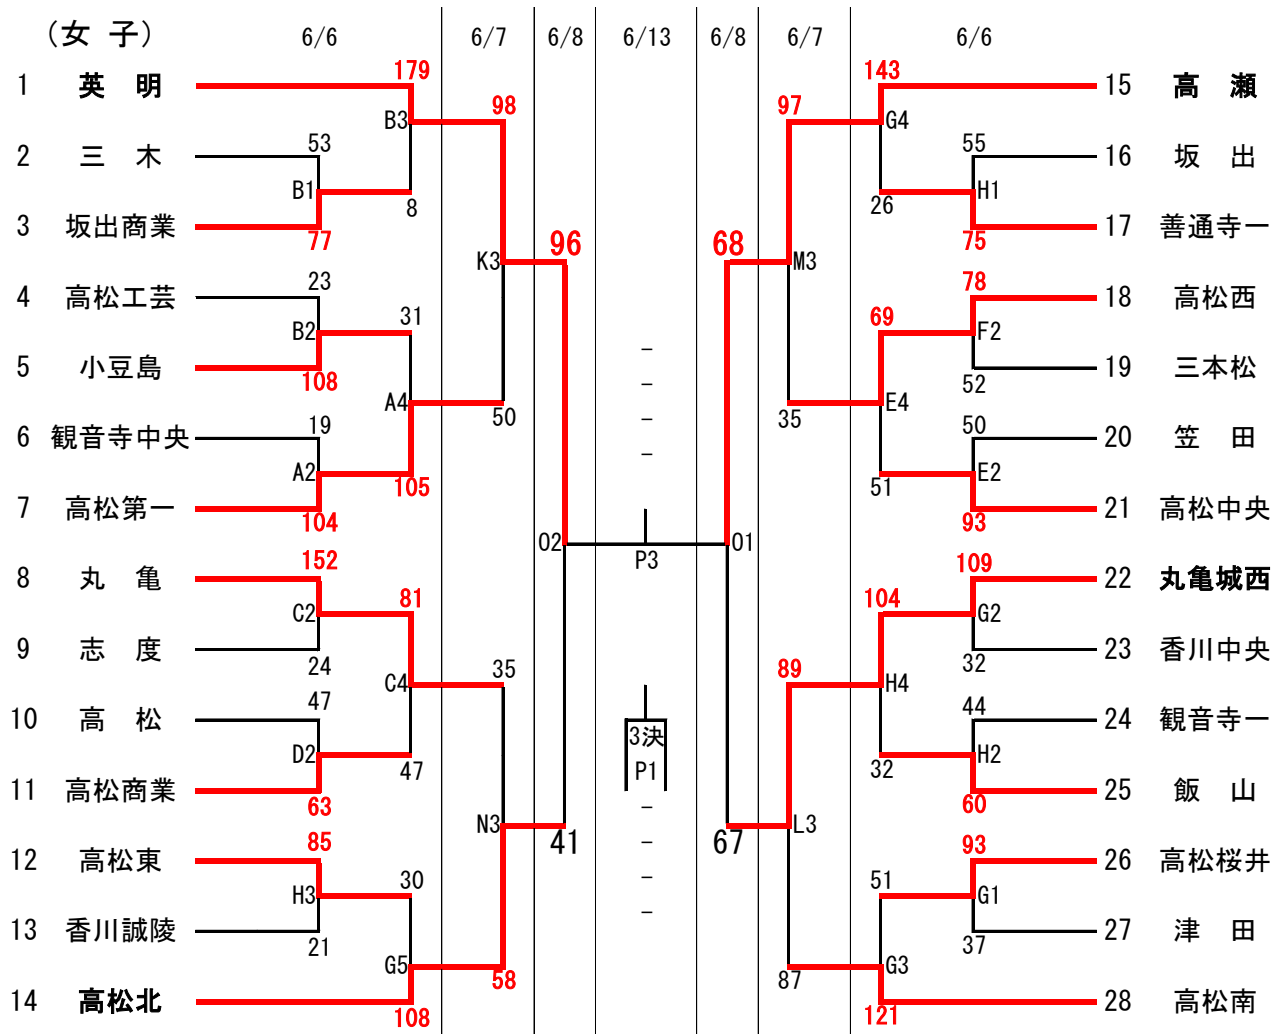 （女 子）
6/6
6/7
6/8
6/13
6/8
6/7
6/6
179
143
1 英 明
15 高 瀬
98
97
B3
G4
53
55
2 三 木
16 坂 出
B1
H1
8
26
3 坂出商業
17 善通寺一
77
75
96
68
K3
M3
23
78
4 高松工芸
18 高松西
31
69
B2
F2
－
5 小豆島
19 三本松
108
52
－
A4
E4
50
35
－
19
50
6 観音寺中央
20 笠 田
－
A2
E2
105
51
7 高松第一
21 高松中央
104
93
O2
O1
P3
152
109
8 丸 亀
22 丸亀城西
81
104
C2
G2
9 志 度
23 香川中央
24
32
35
89
C4
H4
47
44
10 高 松
24 観音寺一
3決
D2
H2
P1
47
32
11 高松商業
25 飯 山
63
60
－
N3
L3
41
67
85
93
－
12 高松東
26 高松桜井
30
51
－
H3
G1
－
13 香川誠陵
27 津 田
21
37
G5
G3
58
87
14 高松北
28 高松南
108
121